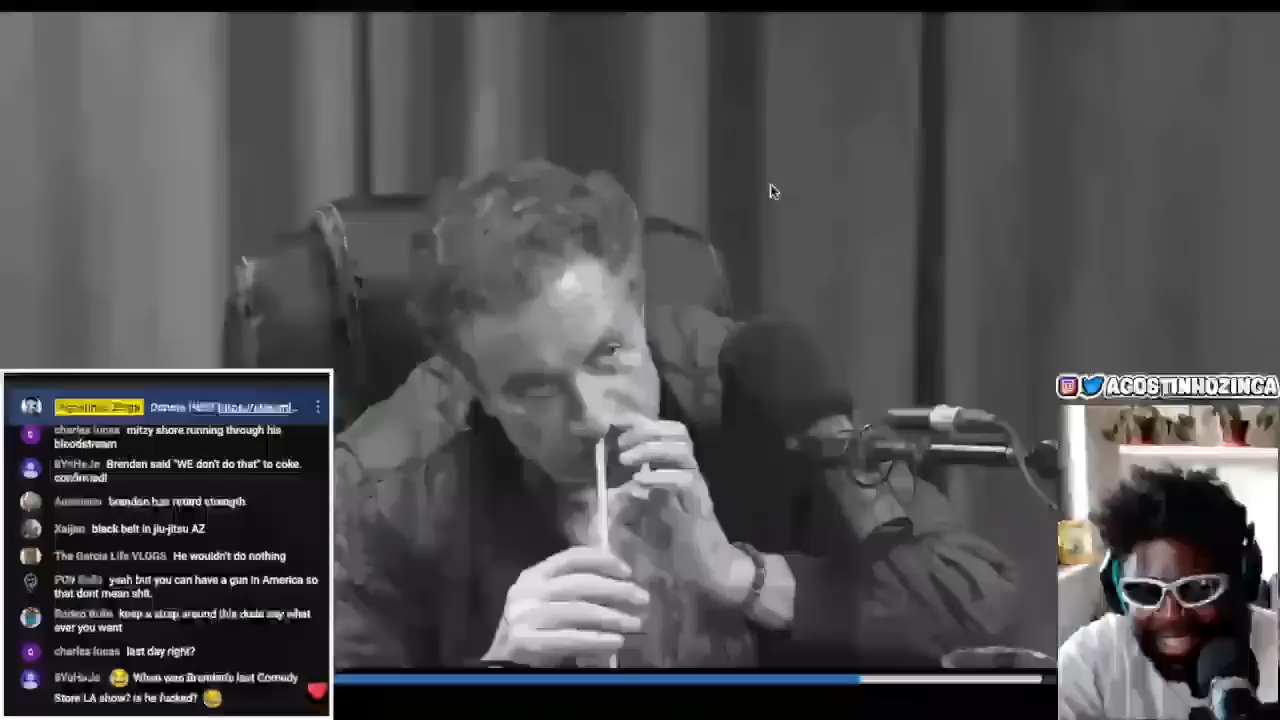 AGOSTINHOZINGA
charles lucas mitzy shore running through his
bloodstream
Brendan said "WE don't do that" to coke.
confirmed!
brendan has retard strength
Xaijan black belt in jiu-jitsu AZ
The Garcia Life VLOGS He wouldn't do nothing
yeah but you can have a gun in America so
that dont mean shit.
keep a strap around this dude say what
ever you want
charles lucas last day right?
When was Brendan's last Comedy
Store LA show? is he fucked?